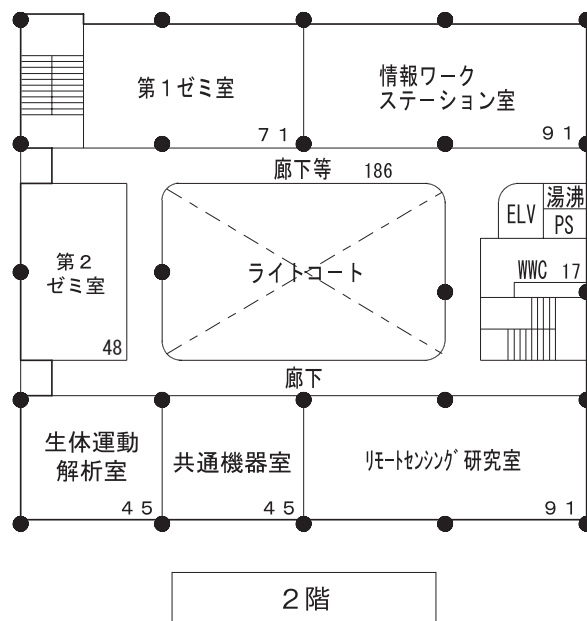 第１ゼミ室
７１
情報ワーク
ステーション室
９１
廊下等 186
湯沸
ELV
PS
第２
ゼミ室
48
ライトコート
WWC 17
廊下
生体運動
解析室
４５
共通機器室
４５
ﾘﾓｰﾄｾﾝｼﾝｸﾞ研究室
９１
２階